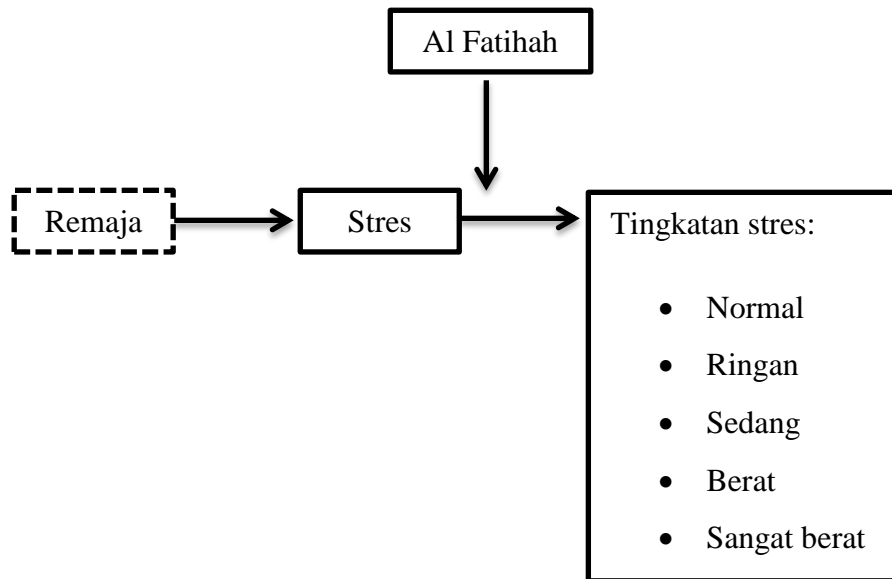 Al Fatihah
Remaja
Stres
Tingkatan stres:
• Normal
• Ringan
• Sedang
• Berat
• Sangat berat